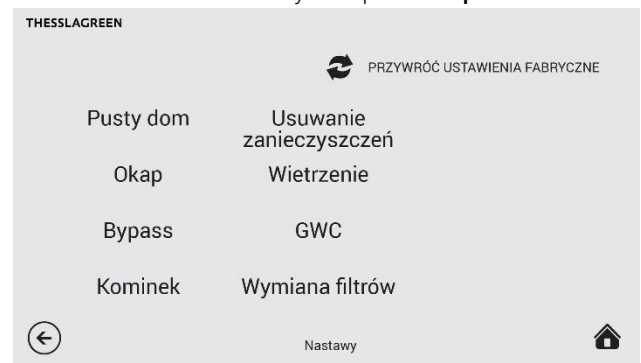 THESSLAGREEN
PRZYWRÓĆ USTAWIENIA FABRYCZNE
Pusty dom
Usuwanie
zanieczyszczeń
Okap
Wietrzenie
Bypass
GWC
Kominek
Wymiana filtrów
Nastawy